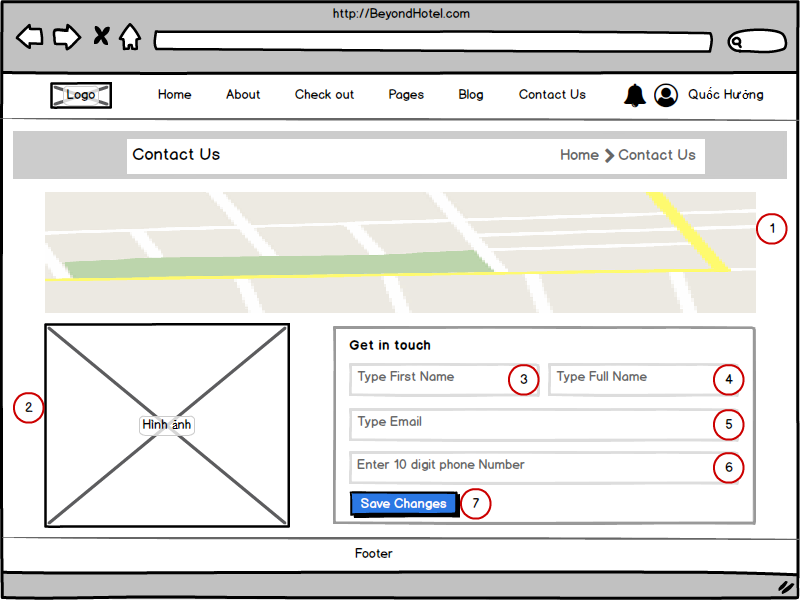 http://BeyondHotel.com
Logo Home About Check out Pages Blog Contact Us Quốc Hưởng
Contact Us Home Contact Us
1
Get in touch
Type First Name 3 Type Full Name 4
2 Hình ảnh
Type Email 5
Enter 10 digit phone Number 6
Save Changes 7
Footer